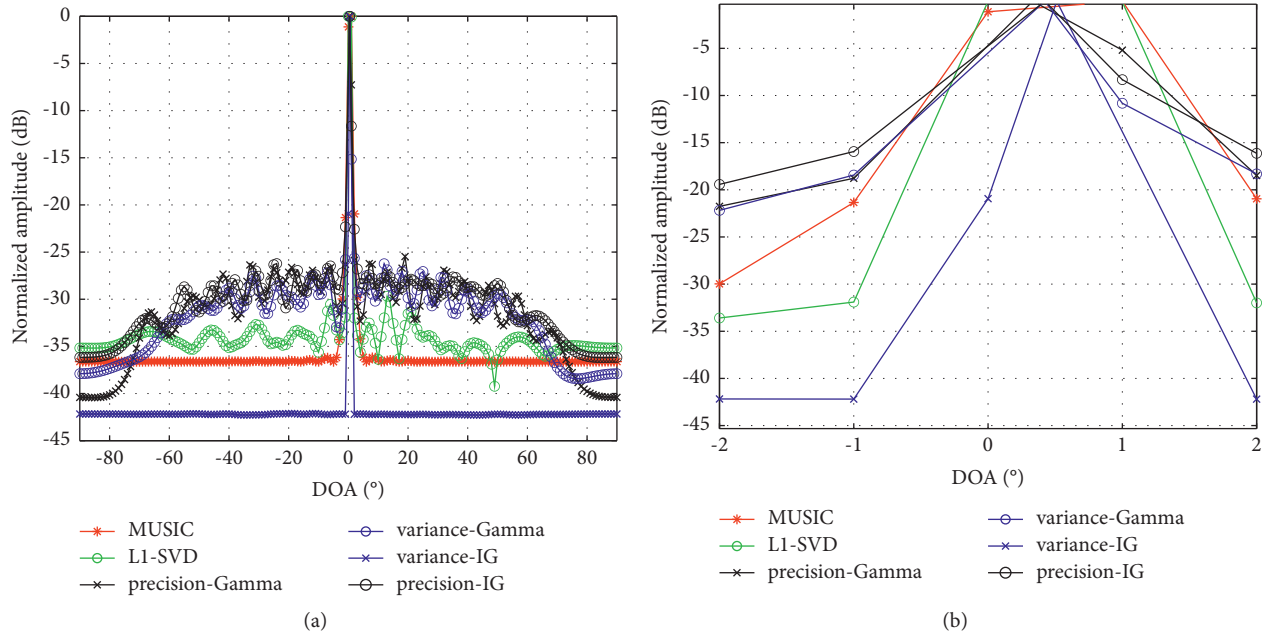 0
-5
-10
-15
-20
-25
-30
-35
-40
-45
Normalized amplitude (dB)
-80 -60 -40 -20 0 20 40 60 80
DOA (°)
MUSIC
L1-SVD
precision-Gamma
variance-Gamma
variance-IG
precision-IG
(a)
-5
-10
-15
-20
-25
-30
-35
-40
-45
Normalized amplitude (dB)
-2 -1 0 1 2
DOA (°)
MUSIC
L1-SVD
precision-Gamma
variance-Gamma
variance-IG
precision-IG
(b)